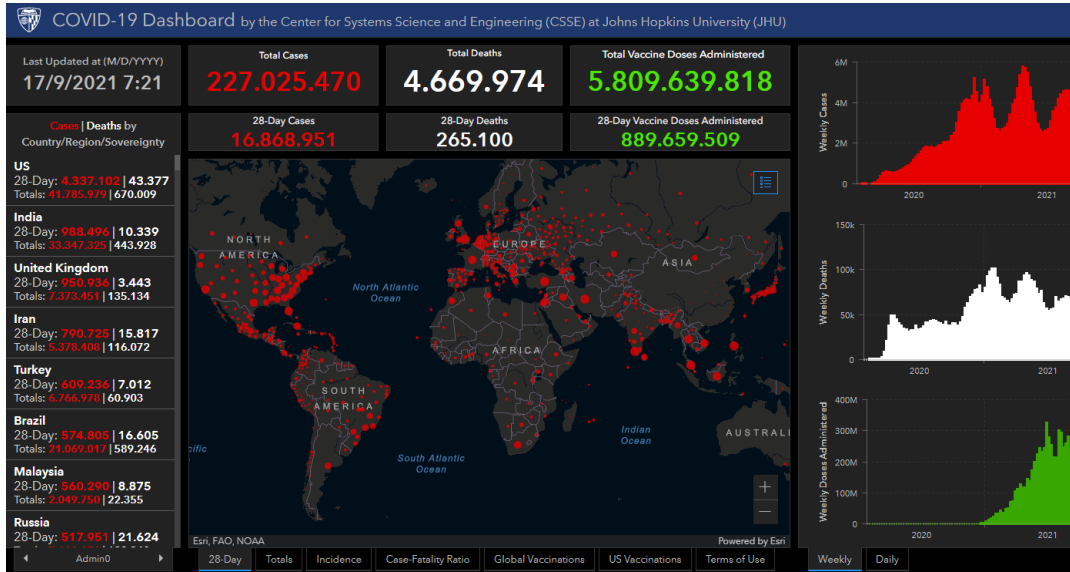 COVID-19 Dashboard by the Center for Systems Science and Engineering (CSSE) at Johns Hopkins University (JHU)
Last Updated at (M/D/YYYY)
17/9/2021 7:21
Total Cases
227.025.470
Total Deaths
4.669.974
Total Vaccine Doses Administered
5.809.639.818
28-Day Cases
16.868.951
28-Day Deaths
265.100
28-Day Vaccine Doses Administered
889.659.509
Cases | Deaths by
Country/Region/Sovereignty
US
28-Day: 4.337.102 | 43.377
Totals: 41.785.979 | 670.009
India
28-Day: 988.496 | 10.339
Totals: 33.347.325 | 443.928
United Kingdom
28-Day: 950.936 | 3.443
Totals: 7.373.451 | 135.134
Iran
28-Day: 790.725 | 15.817
Totals: 5.378.408 | 116.072
Turkey
28-Day: 609.236 | 7.012
Totals: 6.766.978 | 60.903
Brazil
28-Day: 574.805 | 16.605
Totals: 21.069.017 | 589.246
Malaysia
28-Day: 560.290 | 8.875
Totals: 2.049.750 | 22.355
Russia
28-Day: 517.951 | 21.624
Admin0
NORTH
AMERICA
EUROPE
ASIA
North Atlantic
Ocean
AFRICA
SOUTH
AMERICA
Indian
Ocean
AUSTRALI
cific
South Atlantic
Ocean
+
−
Esri, FAO, NOAA
Powered by Esri
28-Day
Totals
Incidence
Case-Fatality Ratio
Global Vaccinations
US Vaccinations
Terms of Use
Weekly Cases
6M
4M
2M
0
2020
2021
Weekly Deaths
150k
100k
50k
0
2020
2021
Weekly Doses Administered
400M
300M
200M
100M
0
2020
2021
Weekly
Daily